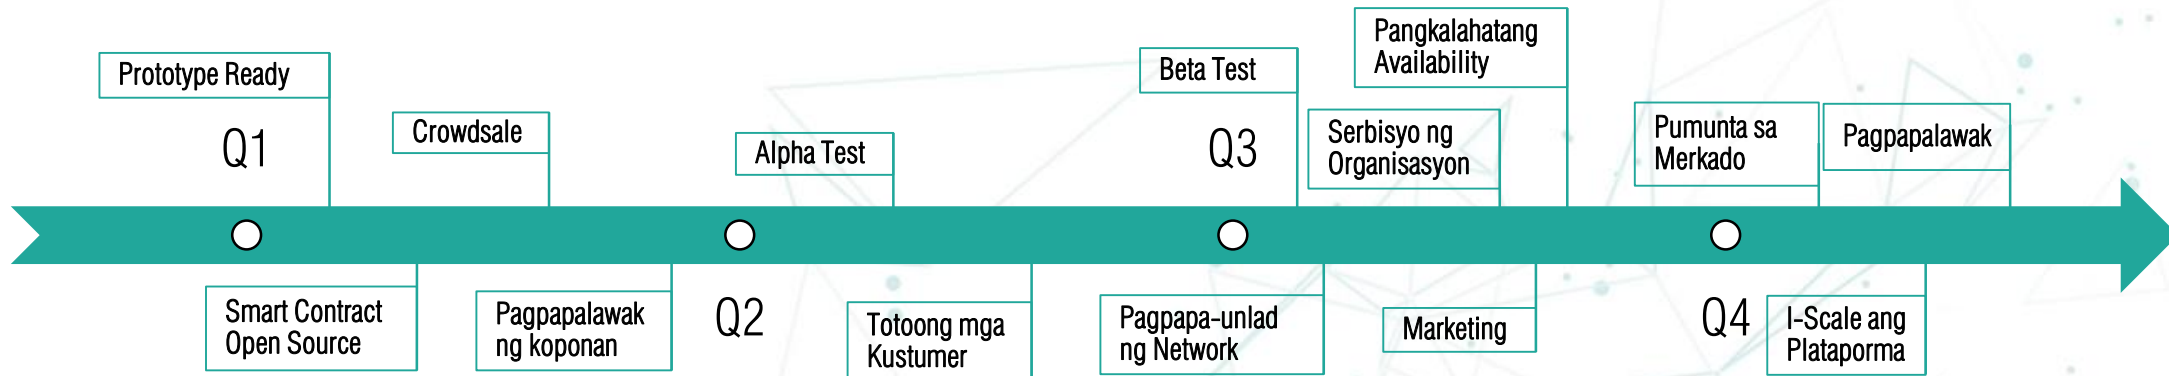 Prototype Ready
Q1
Smart Contract
Open Source
Crowdsale
Pagpapalawak
ng koponan
Q2
Alpha Test
Totoong mga
Kustumer
Beta Test
Q3
Pagpapa-unlad
ng Network
Serbisyo ng
Organisasyon
Marketing
Pangkalahatang
Availability
Pumunta sa
Merkado
Q4
I-Scale ang
Plataporma
Pagpapalawak